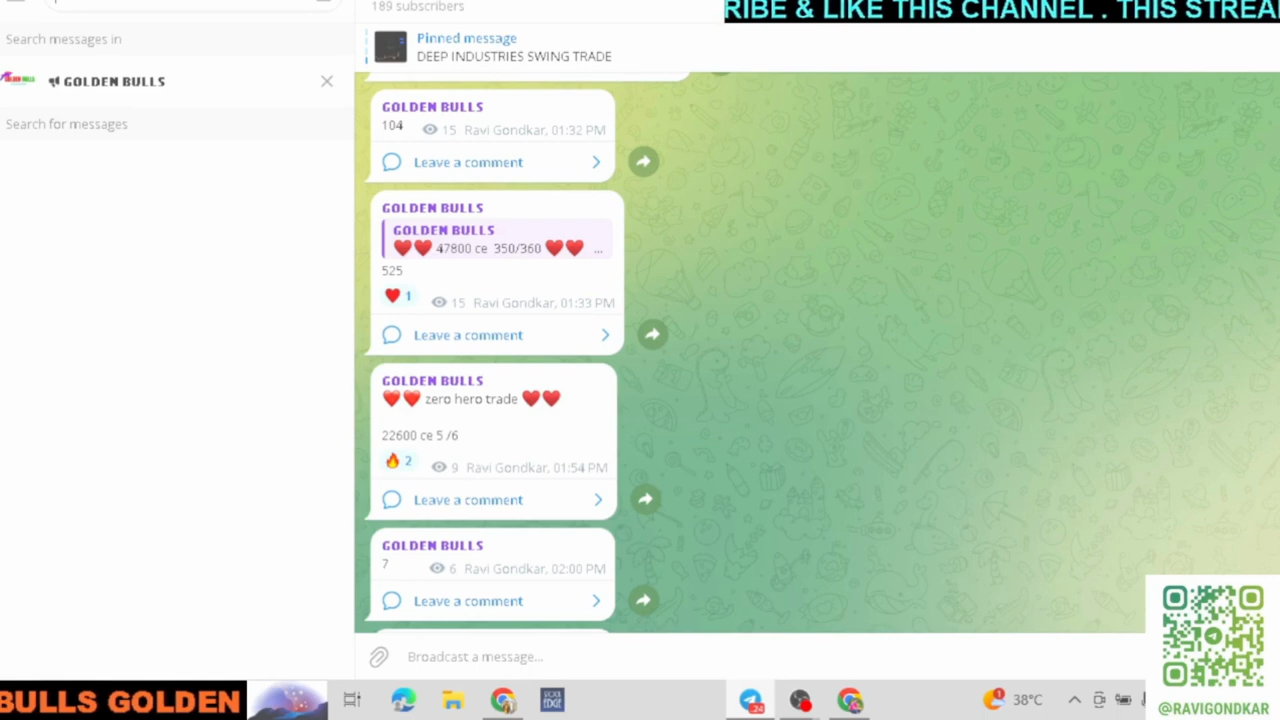 189 subscribers
RIBE & LIKE THIS CHANNEL . THIS STREA
Search messages in
Pinned message
DEEP INDUSTRIES SWING TRADE
GOLDEN BULLS
Search for messages
GOLDEN BULLS
104 15 Ravi Gondkar, 01:32 PM
Leave a comment
GOLDEN BULLS
GOLDEN BULLS
❤️❤️ 47800 ce 350/360 ❤️❤️ ...
525
❤️ 1 15 Ravi Gondkar, 01:33 PM
Leave a comment
GOLDEN BULLS
❤️❤️ zero hero trade ❤️❤️
22600 ce 5 /6
🔥 2 9 Ravi Gondkar, 01:54 PM
Leave a comment
GOLDEN BULLS
7 6 Ravi Gondkar, 02:00 PM
Leave a comment
Broadcast a message...
BULLS GOLDEN
24
1
38°C
@RAVIGONDKAR